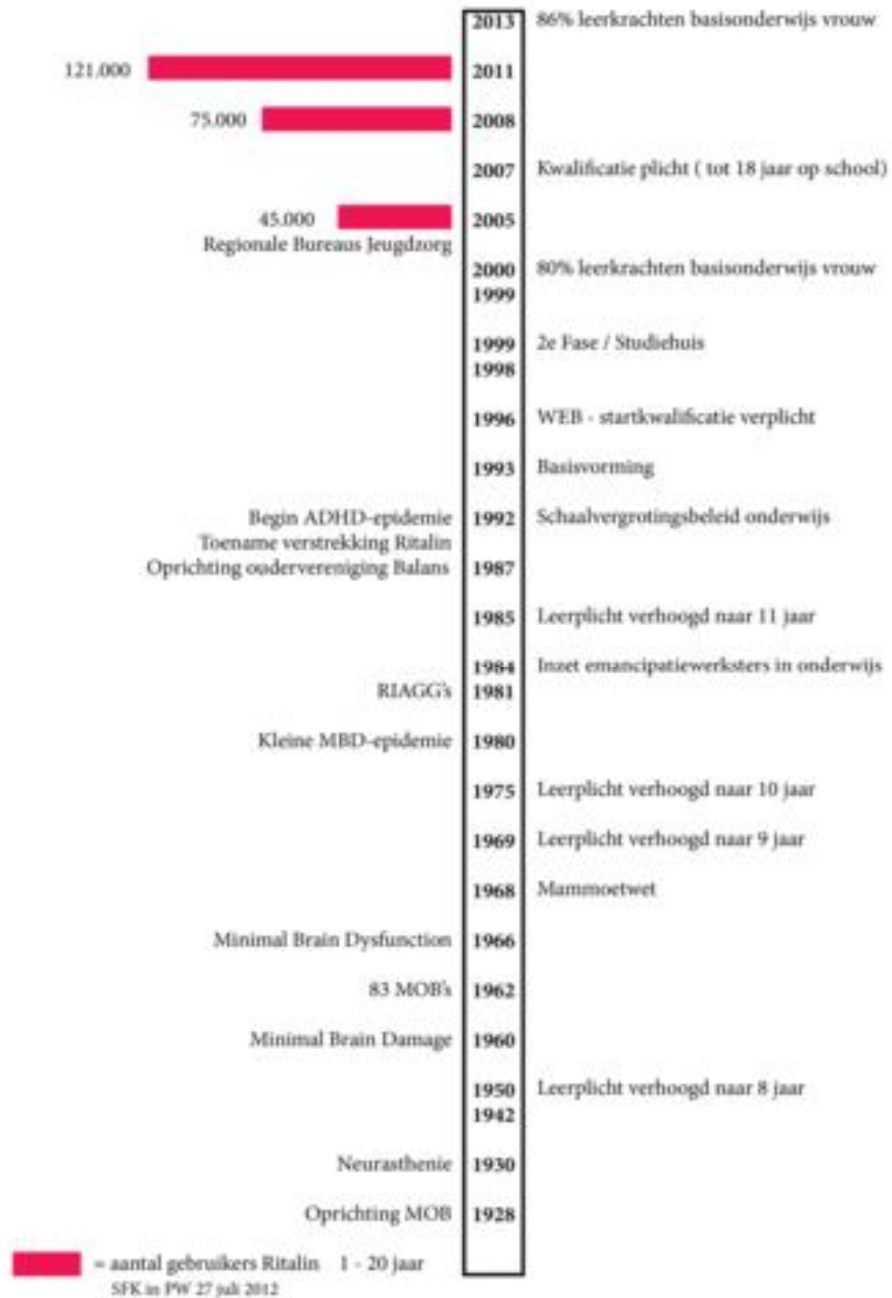 2013 86% leerkrachten basisonderwijs vrouw
121.000 2011
75.000 2008
2007 Kwalificatie plicht ( tot 18 jaar op school)
45.000 2005
Regionale Bureaus Jeugdzorg
2000 80% leerkrachten basisonderwijs vrouw
1999
1999 2e Fase / Studiehuis
1998
1996 WEB - startkwalificatie verplicht
1993 Basisvorming
Begin ADHD-epidemie 1992 Schaalvergrotingsbeleid onderwijs
Toename verstrekking Ritalin
Oprichting oudervereniging Balans 1987
1985 Leerplicht verhoogd naar 11 jaar
1984 Inzet emancipatiewerksters in onderwijs
RIAGG's 1981
Kleine MBD-epidemie 1980
1975 Leerplicht verhoogd naar 10 jaar
1969 Leerplicht verhoogd naar 9 jaar
1968 Mammoetwet
Minimal Brain Dysfunction 1966
83 MOB's 1962
Minimal Brain Damage 1960
1950 Leerplicht verhoogd naar 8 jaar
1942
Neurasthenie 1930
Oprichting MOB 1928
= aantal gebruikers Ritalin 1 - 20 jaar
SFK in PW 27 juli 2012